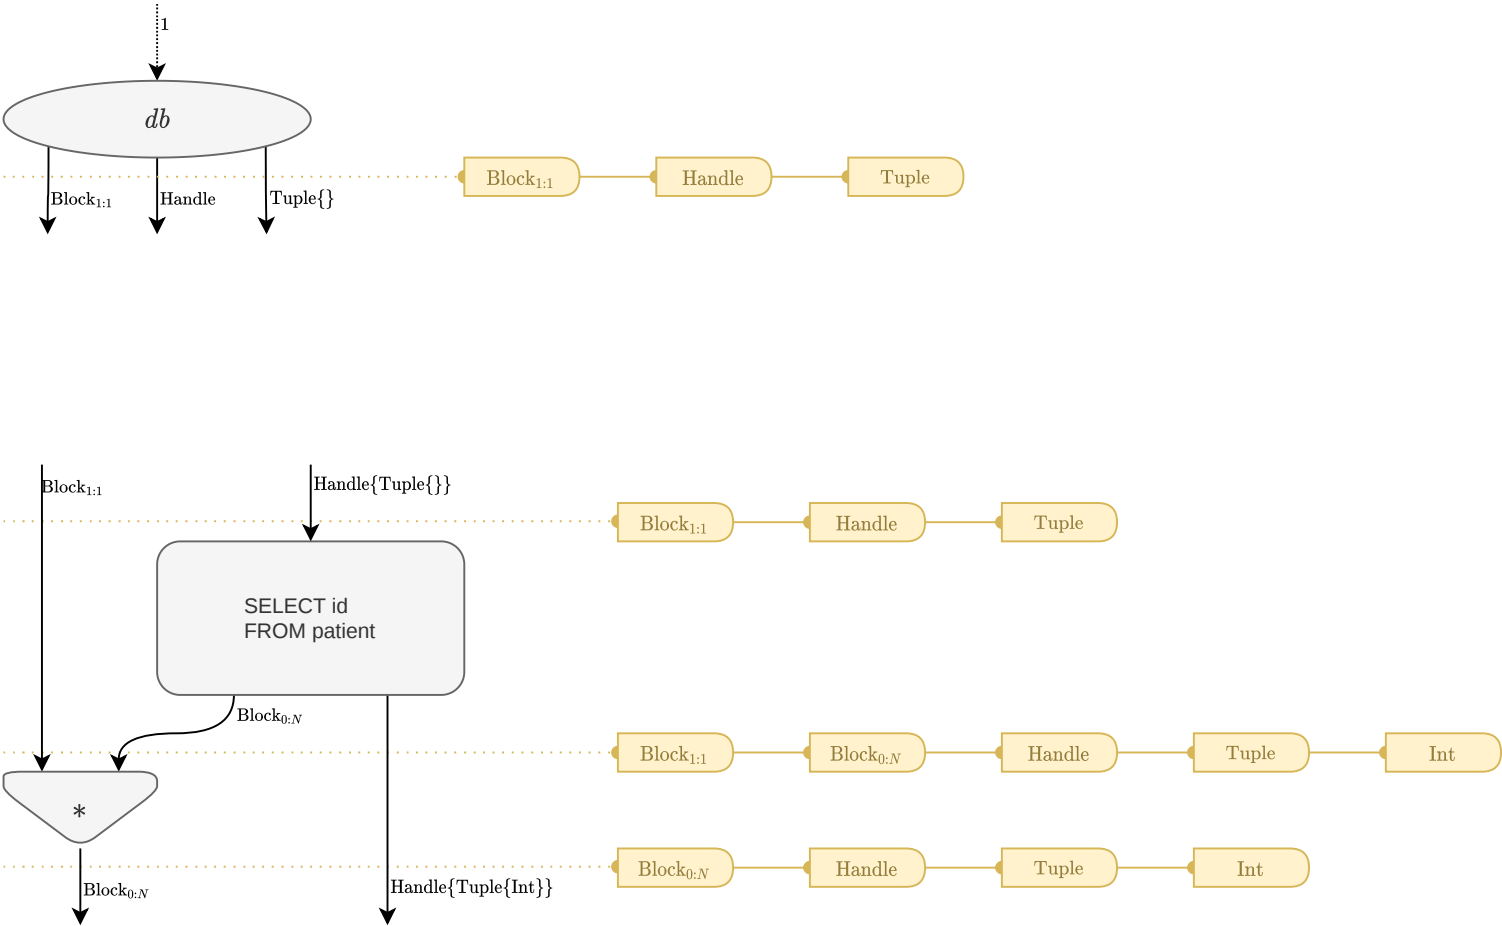 1
db
Block1:1 Handle Tuple
Block1:1 Handle Tuple{}
Block1:1 Handle{Tuple{}}
Block1:1 Handle Tuple
SELECT id
FROM patient
Block0:N
Block1:1 Block0:N Handle Tuple Int
*
Block0:N Handle Tuple Int
Block0:N Handle{Tuple{Int}}